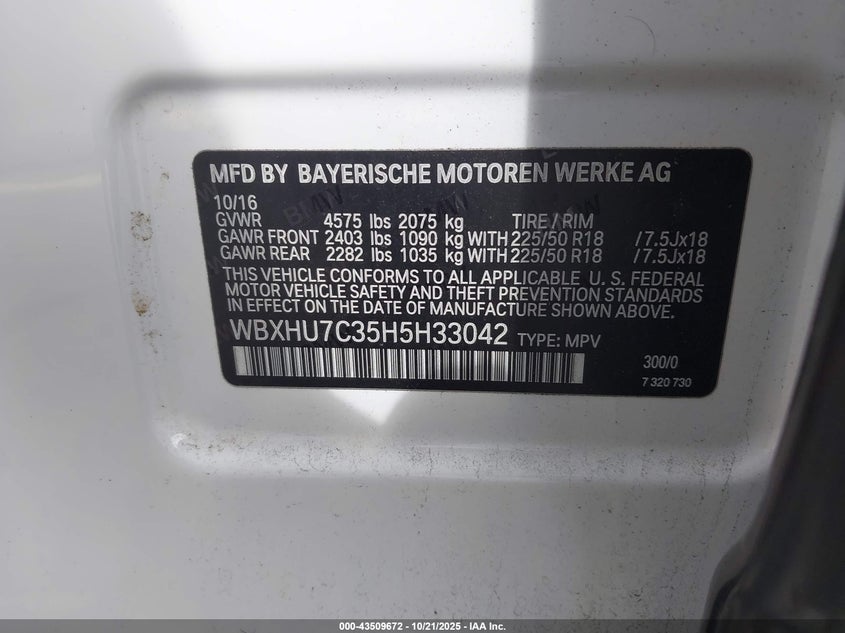 MFD BY BAYERISCHE MOTOREN WERKE AG
10/16
GVWR 4575 lbs 2075 kg TIRE / RIM
GAWR FRONT 2403 lbs 1090 kg WITH 225/50 R18 /7.5Jx18
GAWR REAR 2282 lbs 1035 kg WITH 225/50 R18 /7.5Jx18
THIS VEHICLE CONFORMS TO ALL APPLICABLE U. S. FEDERAL
MOTOR VEHICLE SAFETY AND THEFT PREVENTION STANDARDS
IN EFFECT ON THE DATE OF MANUFACTURE SHOWN ABOVE.
WBXHU7C35H5H33042 TYPE: MPV
300/0
7 320 730
000-43509672 - 10/21/2025 - IAA Inc.